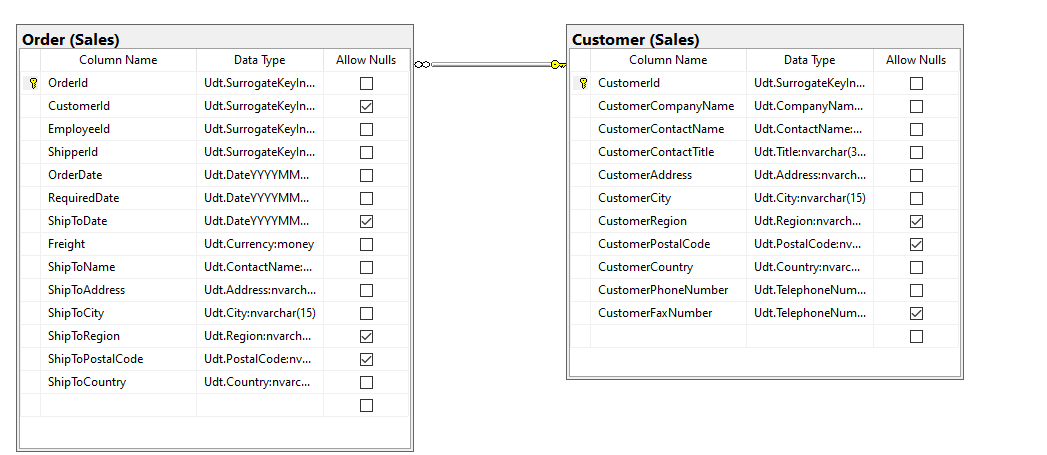 Order (Sales)
Column Name Data Type Allow Nulls
OrderId Udt.SurrogateKeyIn...
CustomerId Udt.SurrogateKeyIn...
EmployeeId Udt.SurrogateKeyIn...
ShipperId Udt.SurrogateKeyIn...
OrderDate Udt.DateYYYYMM...
RequiredDate Udt.DateYYYYMM...
ShipToDate Udt.DateYYYYMM...
Freight Udt.Currency:money
ShipToName Udt.ContactName:...
ShipToAddress Udt.Address:nvarch...
ShipToCity Udt.City:nvarchar(15)
ShipToRegion Udt.Region:nvarch...
ShipToPostalCode Udt.PostalCode:nv...
ShipToCountry Udt.Country:nvarc...
Customer (Sales)
Column Name Data Type Allow Nulls
CustomerId Udt.SurrogateKeyIn...
CustomerCompanyName Udt.CompanyNam...
CustomerContactName Udt.ContactName:...
CustomerContactTitle Udt.Title:nvarchar(3...
CustomerAddress Udt.Address:nvarch...
CustomerCity Udt.City:nvarchar(15)
CustomerRegion Udt.Region:nvarch...
CustomerPostalCode Udt.PostalCode:nv...
CustomerCountry Udt.Country:nvarc...
CustomerPhoneNumber Udt.TelephoneNum...
CustomerFaxNumber Udt.TelephoneNum...